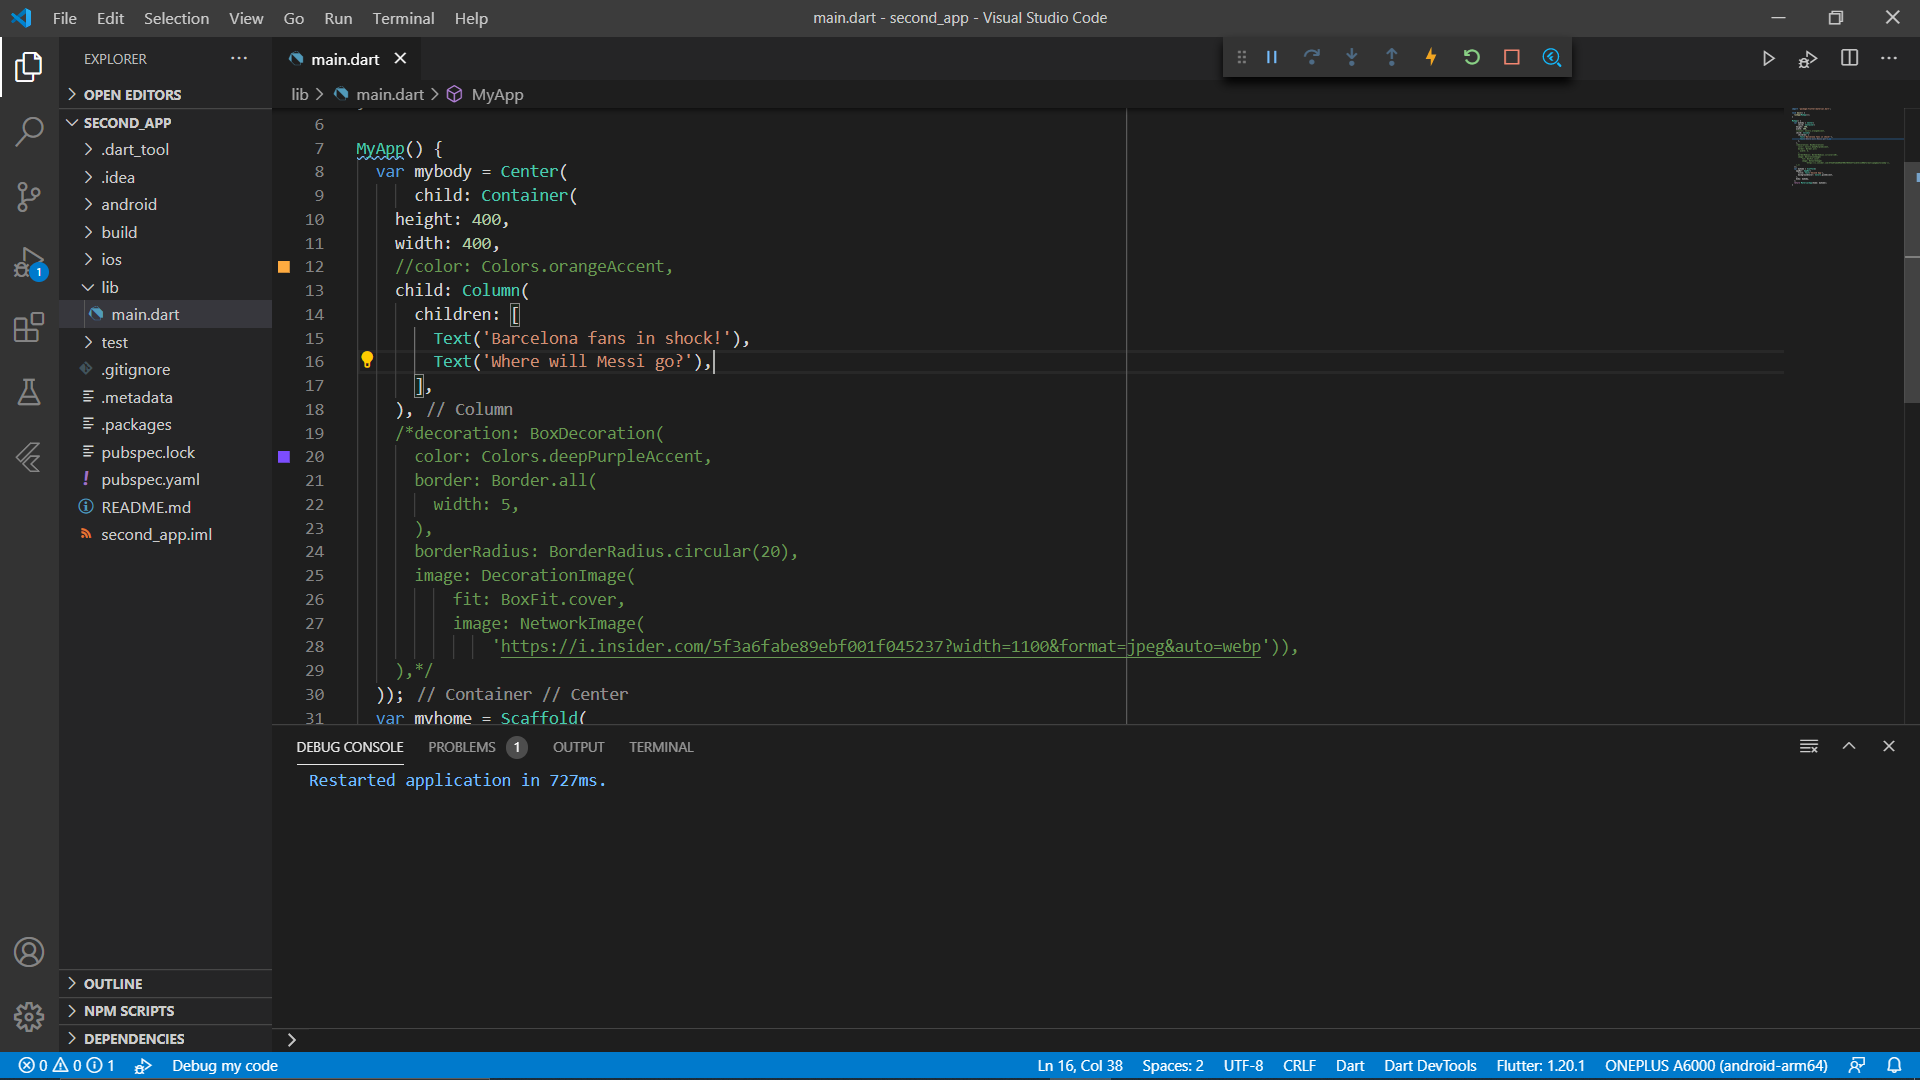 File Edit Selection View Go Run Terminal Help
main.dart - second_app - Visual Studio Code
EXPLORER
main.dart
OPEN EDITORS
lib > main.dart > MyApp
SECOND_APP
.dart_tool
.idea
android
build
ios
lib
main.dart
test
.gitignore
.metadata
.packages
pubspec.lock
pubspec.yaml
README.md
second_app.iml
OUTLINE
NPM SCRIPTS
DEPENDENCIES
1
6
7 MyApp() {
8 var mybody = Center(
9 child: Container(
10 height: 400,
11 width: 400,
12 //color: Colors.orangeAccent,
13 child: Column(
14 children: [
15 Text('Barcelona fans in shock!'),
16 Text('Where will Messi go?'),
17 ],
18 ), // Column
19 /*decoration: BoxDecoration(
20 color: Colors.deepPurpleAccent,
21 border: Border.all(
22 width: 5,
23 ),
24 borderRadius: BorderRadius.circular(20),
25 image: DecorationImage(
26 fit: BoxFit.cover,
27 image: NetworkImage(
28 'https://i.insider.com/5f3a6fabe89ebf001f045237?width=1100&format=jpeg&auto=webp')),
29 ),*/
30 )); // Container // Center
31 var myhome = Scaffold(
DEBUG CONSOLE PROBLEMS 1 OUTPUT TERMINAL
Restarted application in 727ms.
0 0 1 Debug my code
Ln 16, Col 38 Spaces: 2 UTF-8 CRLF Dart Dart DevTools Flutter: 1.20.1 ONEPLUS A6000 (android-arm64)